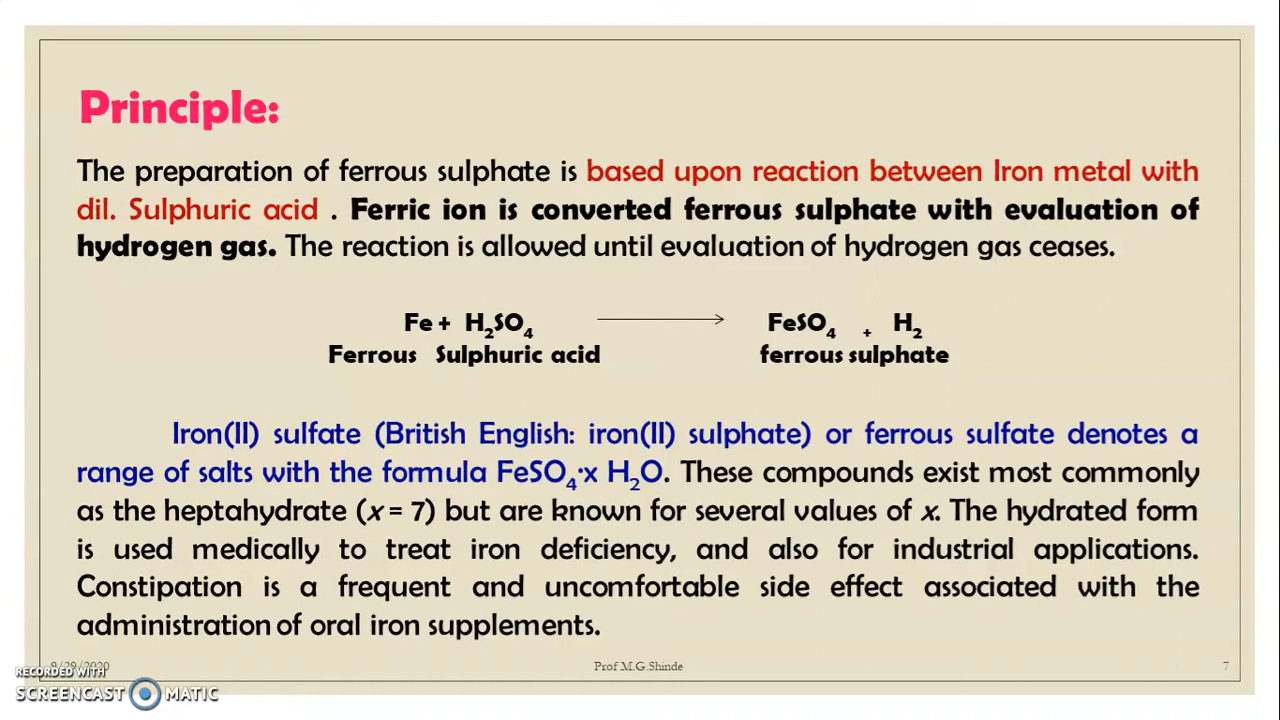 Principle:
The preparation of ferrous sulphate is based upon reaction between Iron metal with
dil. Sulphuric acid . Ferric ion is converted ferrous sulphate with evaluation of
hydrogen gas. The reaction is allowed until evaluation of hydrogen gas ceases.
Fe + H₂SO₄ ⟶ FeSO₄ + H₂
Ferrous Sulphuric acid ferrous sulphate
Iron(II) sulfate (British English: iron(II) sulphate) or ferrous sulfate denotes a
range of salts with the formula FeSO₄·x H₂O. These compounds exist most commonly
as the heptahydrate (x = 7) but are known for several values of x. The hydrated form
is used medically to treat iron deficiency, and also for industrial applications.
Constipation is a frequent and uncomfortable side effect associated with the
administration of oral iron supplements.
9/29/2020 Prof M.G.Shinde 7
RECORDED WITH
SCREENCAST MATIC